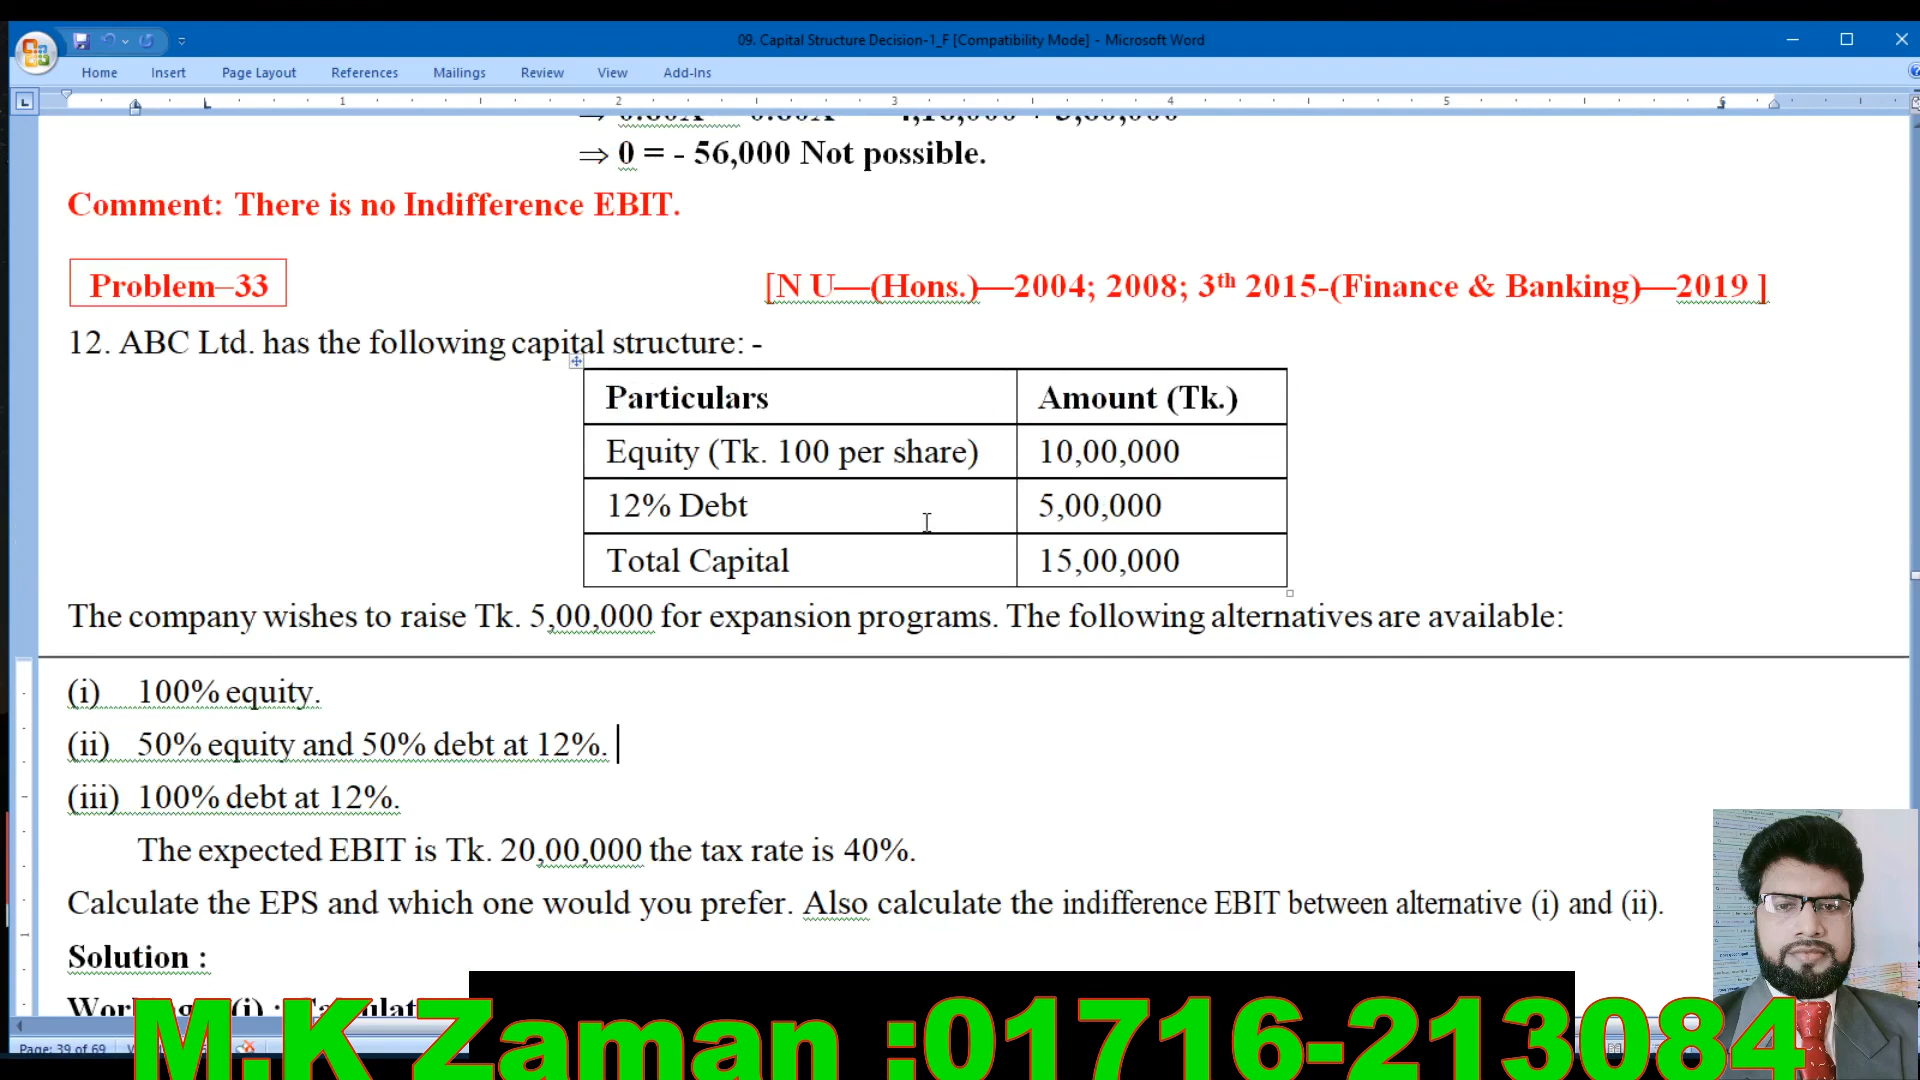 09. Capital Structure Decision-1_F [Compatibility Mode] - Microsoft Word
Home Insert Page Layout References Mailings Review View Add-Ins
1 2 3 4 5 6
⇒ 0 = - 56,000 Not possible.
Comment: There is no Indifference EBIT.
Problem–33 [N U—(Hons.)—2004; 2008; 3th 2015-(Finance & Banking)—2019 ]
12. ABC Ltd. has the following capital structure: -
Particulars Amount (Tk.)
Equity (Tk. 100 per share) 10,00,000
12% Debt 5,00,000
Total Capital 15,00,000
The company wishes to raise Tk. 5,00,000 for expansion programs. The following alternatives are available:
(i) 100% equity.
(ii) 50% equity and 50% debt at 12%.
(iii) 100% debt at 12%.
The expected EBIT is Tk. 20,00,000 the tax rate is 40%.
Calculate the EPS and which one would you prefer. Also calculate the indifference EBIT between alternative (i) and (ii).
Solution :
Page: 39 of 69
M.K Zaman :01716-213084